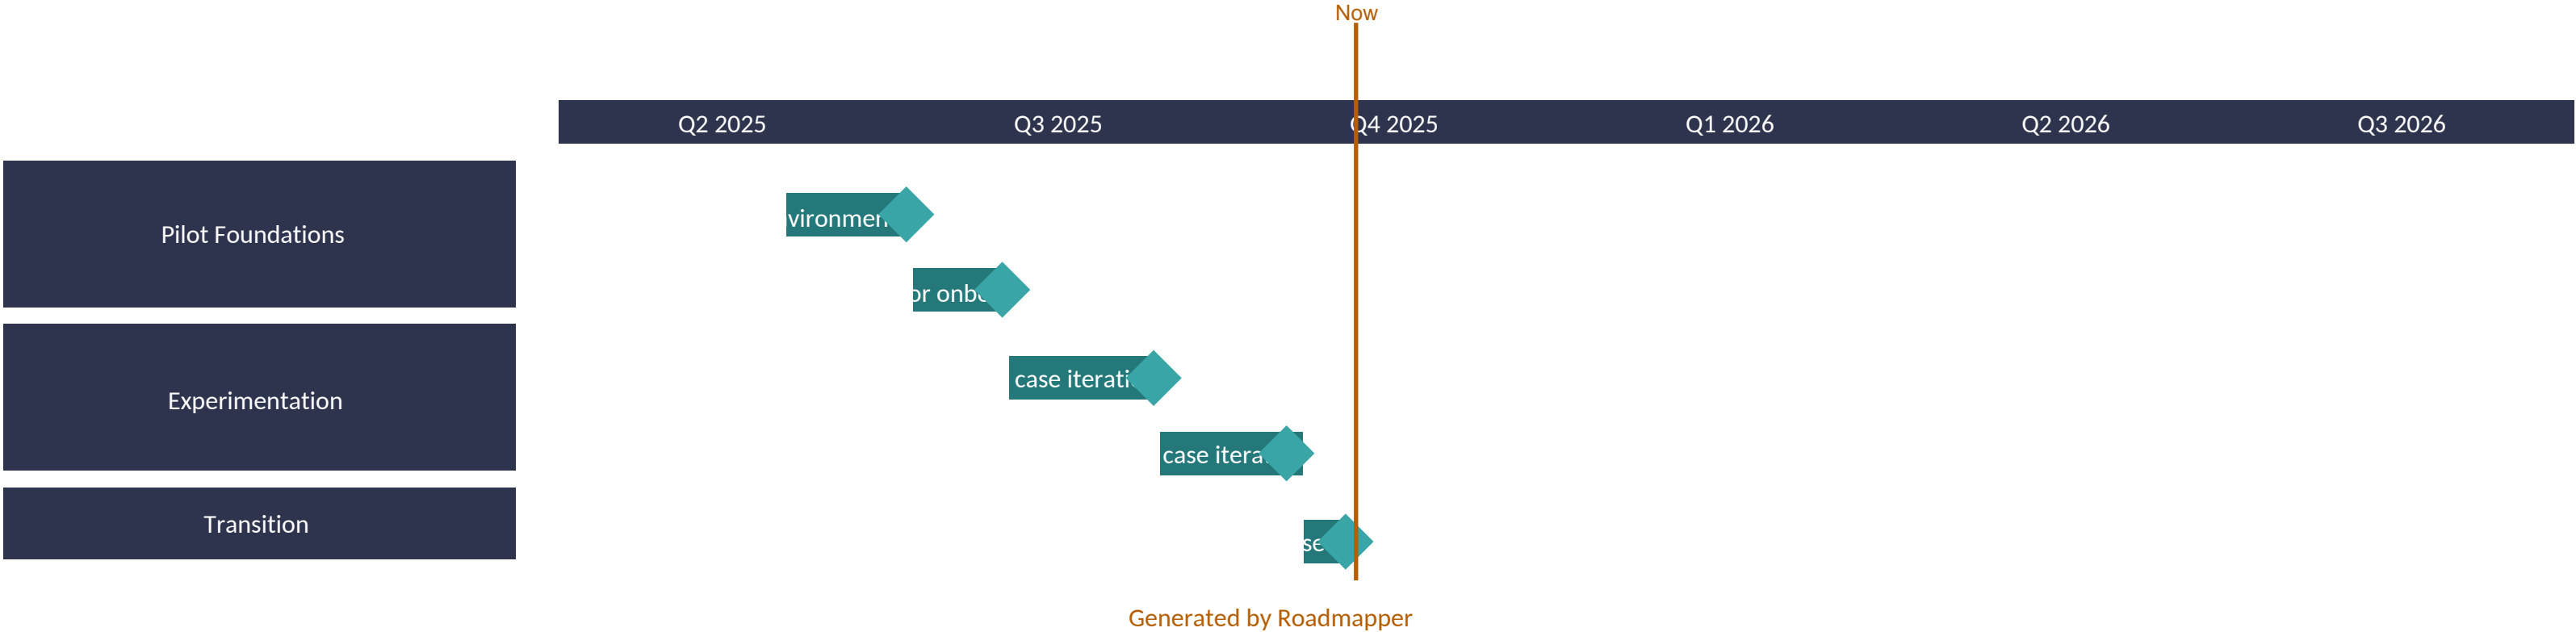 Now
Q2 2025 Q3 2025 Q4 2025 Q1 2026 Q2 2026 Q3 2026
Pilot Foundations
vironmen
or onb
Experimentation
case iterati
case itera
Transition
se
Generated by Roadmapper